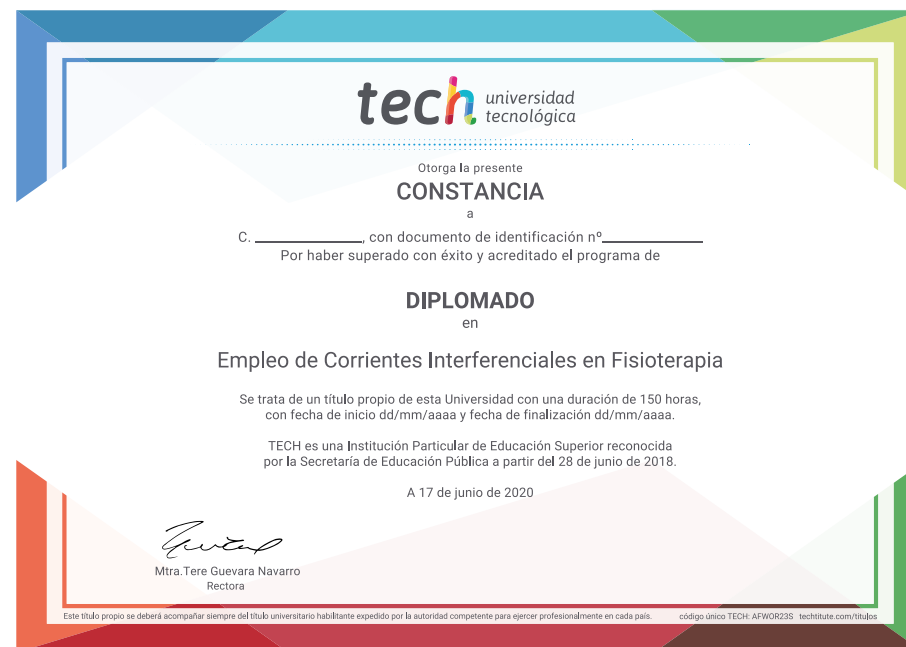 tech universidad
tecnológica
Otorga la presente
CONSTANCIA
a
C. ____________, con documento de identificación nº____________
Por haber superado con éxito y acreditado el programa de
DIPLOMADO
en
Empleo de Corrientes Interferenciales en Fisioterapia
Se trata de un título propio de esta Universidad con una duración de 150 horas,
con fecha de inicio dd/mm/aaaa y fecha de finalización dd/mm/aaaa.
TECH es una Institución Particular de Educación Superior reconocida
por la Secretaría de Educación Pública a partir del 28 de junio de 2018.
A 17 de junio de 2020
Mtra.Tere Guevara Navarro
Rectora
Este título propio se deberá acompañar siempre del título universitario habilitante expedido por la autoridad competente para ejercer profesionalmente en cada país. código único TECH: AFWOR23S techtitute.com/titulos